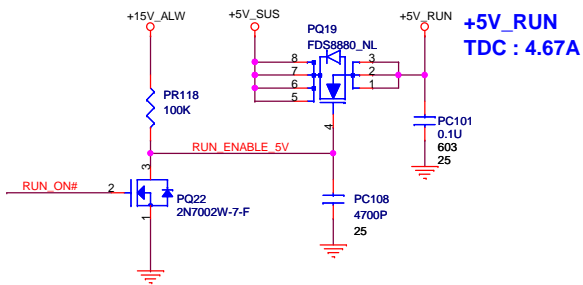 +15V_ALW
+5V_SUS
+5V_RUN
+5V_RUN
TDC : 4.67A
PQ19
FDS8880_NL
8
7
6
5
3
2
1
4
PR118
100K
PC101
0.1U
603
25
RUN_ENABLE_5V
3
RUN_ON#
2
1
PQ22
2N7002W-7-F
PC108
4700P
25